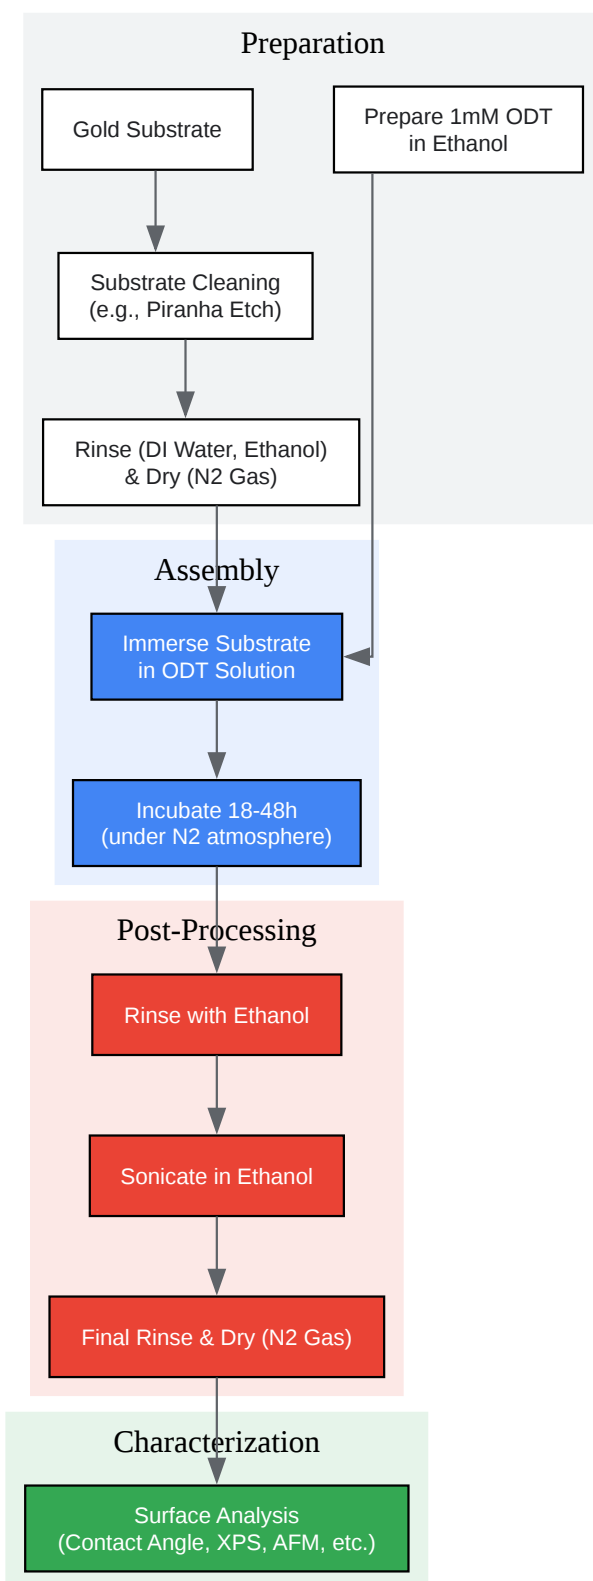 Preparation
Gold Substrate
Prepare 1mM ODT
in Ethanol
Substrate Cleaning
(e.g., Piranha Etch)
Rinse (DI Water, Ethanol)
& Dry (N2 Gas)
Assembly
Immerse Substrate
in ODT Solution
Incubate 18-48h
(under N2 atmosphere)
Post-Processing
Rinse with Ethanol
Sonicate in Ethanol
Final Rinse & Dry (N2 Gas)
Characterization
Surface Analysis
(Contact Angle, XPS, AFM, etc.)